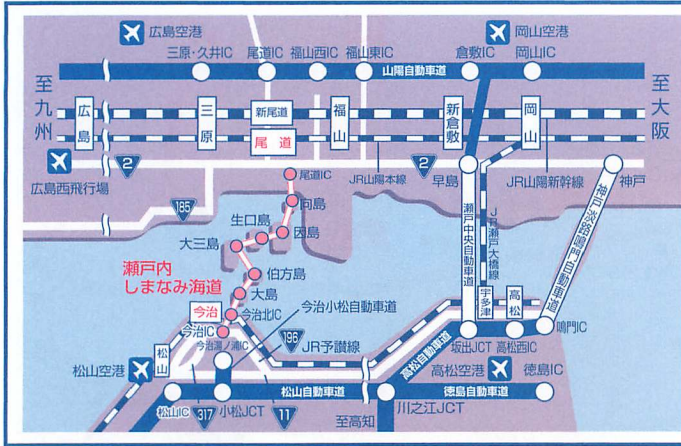 広島空港
岡山空港
三原・久井IC
尾道IC
福山西IC
福山東IC
倉敷IC
岡山IC
山陽自動車道
至九州
至大阪
広島
三原
新尾道
尾道
福山
新倉敷
岡山
広島西飛行場
2
尾道IC
JR山陽本線
2
早島
JR山陽新幹線
神戸
185
向島
生口島
因島
大三島
伯方島
大島
瀬戸内
しまなみ海道
瀬戸中央自動車道
JR瀬戸大橋線
神戸淡路鳴門自動車道
今治
今治北IC
今治小松自動車道
今治IC
今治湯ノ浦IC
宇多津
高松
鳴門IC
196
JR予讃線
松山
松山空港
坂出JCT
高松西IC
高松自動車道
高松空港
徳島IC
松山自動車道
徳島自動車道
松山IC
317
小松JCT
11
至高知
川之江JCT